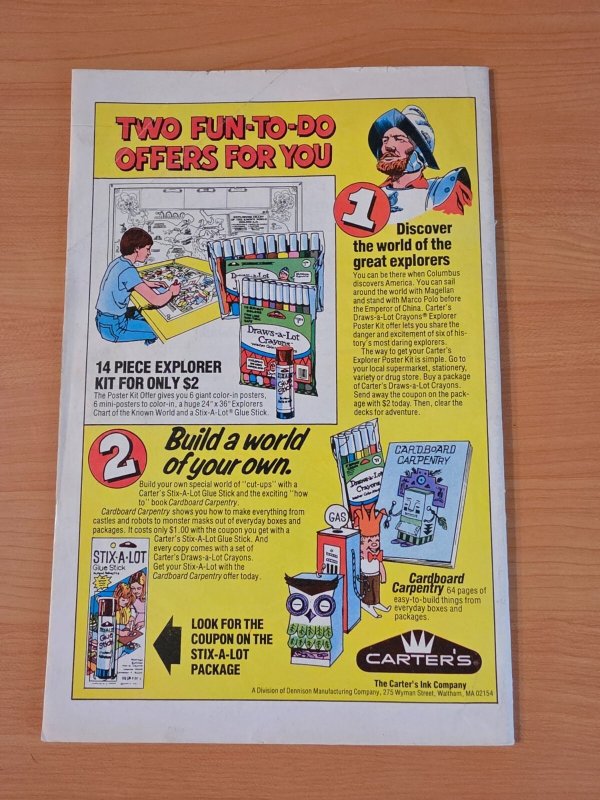 TWO FUN-TO-DO
OFFERS FOR YOU
1
Discover
the world of the
great explorers
You can be there when Columbus
discovers America. You can sail
around the world with Magellan
and stand with Marco Polo before
the Emperor of China. Carter's
Draws-a-Lot Crayons® Explorer
Poster Kit offer lets you share the
danger and excitement of six of his-
tory's most daring explorers.
The way to get your Carter's
Explorer Poster Kit is simple. Go to
your local supermarket, stationery,
variety or drug store. Buy a package
of Carter's Draws-a-Lot Crayons.
Send away the coupon on the pack-
age with $2 today. Then, clear the
decks for adventure.
Draws-a-Lot
Draws-a-Lot
Crayons
14 PIECE EXPLORER
KIT FOR ONLY $2
The Poster Kit Offer gives you 6 giant color-in posters,
6 mini-posters to color-in, a huge 24" x 36" Explorers
Chart of the Known World and a Stix-A-Lot® Glue Stick.
2
Build a world
of your own.
Build your own special world of "cut-ups" with a
Carter's Stix-A-Lot Glue Stick and the exciting "how
to" book Cardboard Carpentry.
Cardboard Carpentry shows you how to make everything from
castles and robots to monster masks out of everyday boxes and
packages. It costs only $1.00 with the coupon you get with a
Carter's Stix-A-Lot Glue Stick. And
every copy comes with a set of
Carter's Draws-a-Lot Crayons.
Get your Stix-A-Lot with the
Cardboard Carpentry offer today.
STIX-A-LOT
Glue Stick
LOOK FOR THE
COUPON ON THE
STIX-A-LOT
PACKAGE
Draws-a-Lot
Crayons
GAS
CARDBOARD
CARPENTRY
Cardboard
Carpentry 64 pages of
easy-to-build things from
everyday boxes and
packages.
CARTER'S
The Carter's Ink Company
A Division of Dennison Manufacturing Company, 275 Wyman Street, Waltham, MA 02154